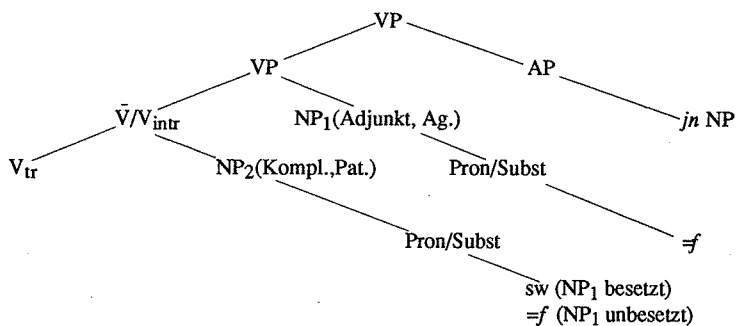 VP
VP AP
V̄/Vintr NP1(Adjunkt, Ag.) jn NP
Vtr NP2(Kompl.,Pat.) Pron/Subst
Pron/Subst =f
sw (NP1 besetzt)
=f (NP1 unbesetzt)